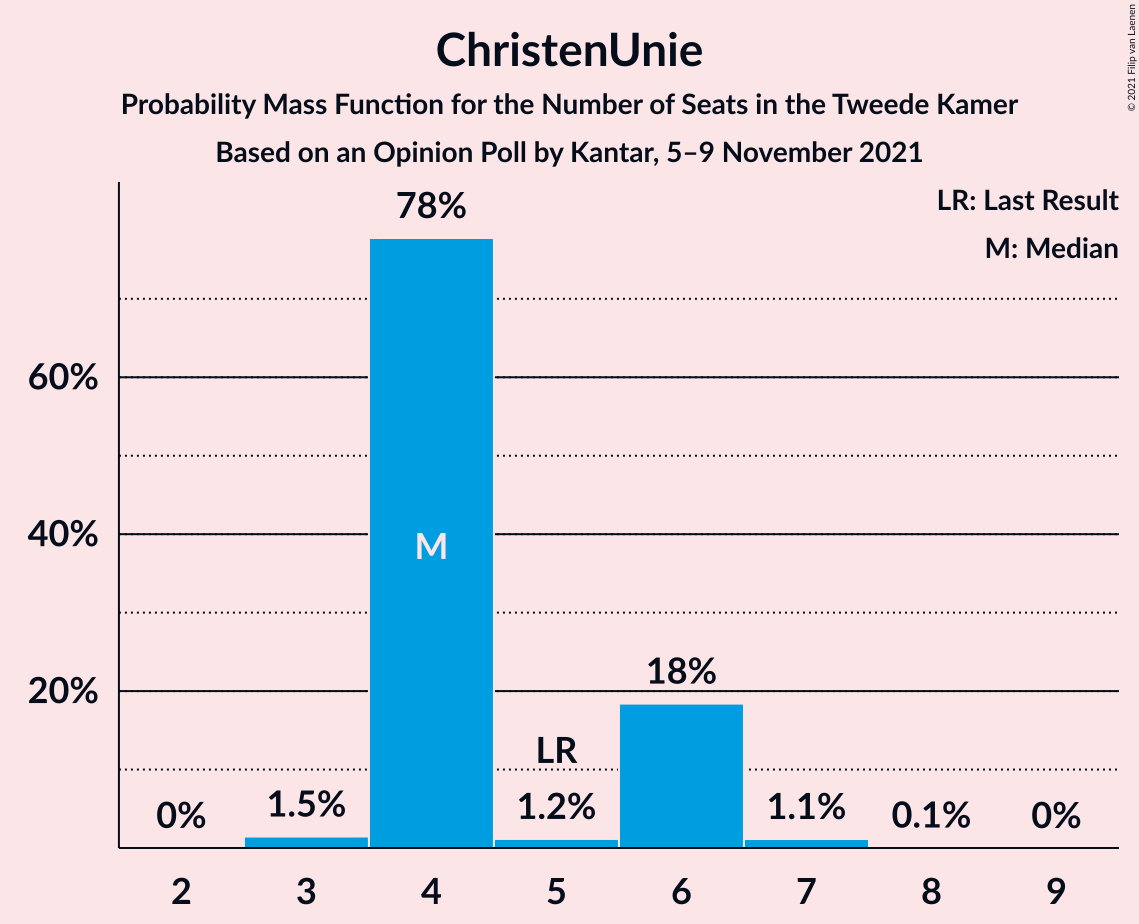 ChristenUnie
Probability Mass Function for the Number of Seats in the Tweede Kamer
Based on an Opinion Poll by Kantar, 5–9 November 2021
© 2021 Filip van Laenen
LR: Last Result
M: Median
78%
60%
40%
M
20%
18%
LR
0%
1.5%
1.2%
1.1%
0.1%
0%
2 3 4 5 6 7 8 9